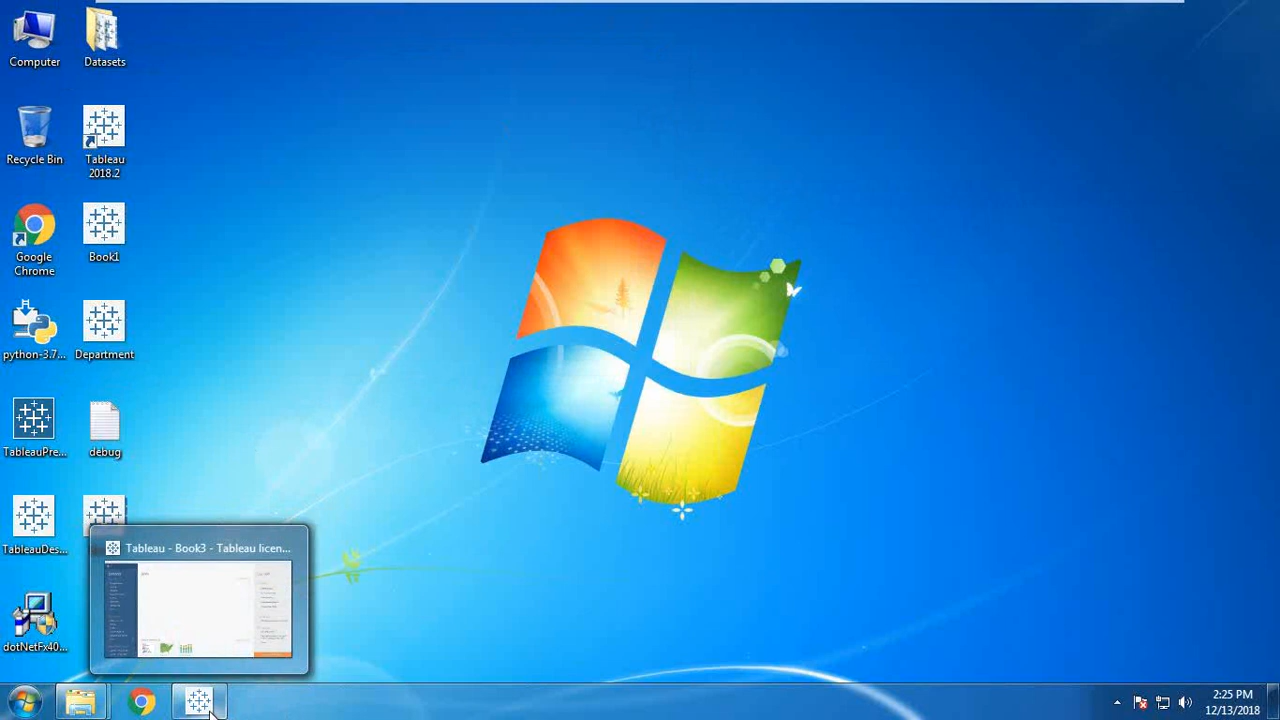 Computer
Datasets
Recycle Bin
Tableau
2018.2
Google
Chrome
Book1
python-3.7...
Department
TableauPre...
debug
TableauDes...
Tableau - Book3 - Tableau licen...
dotNetFx40...
2:25 PM
12/13/2018